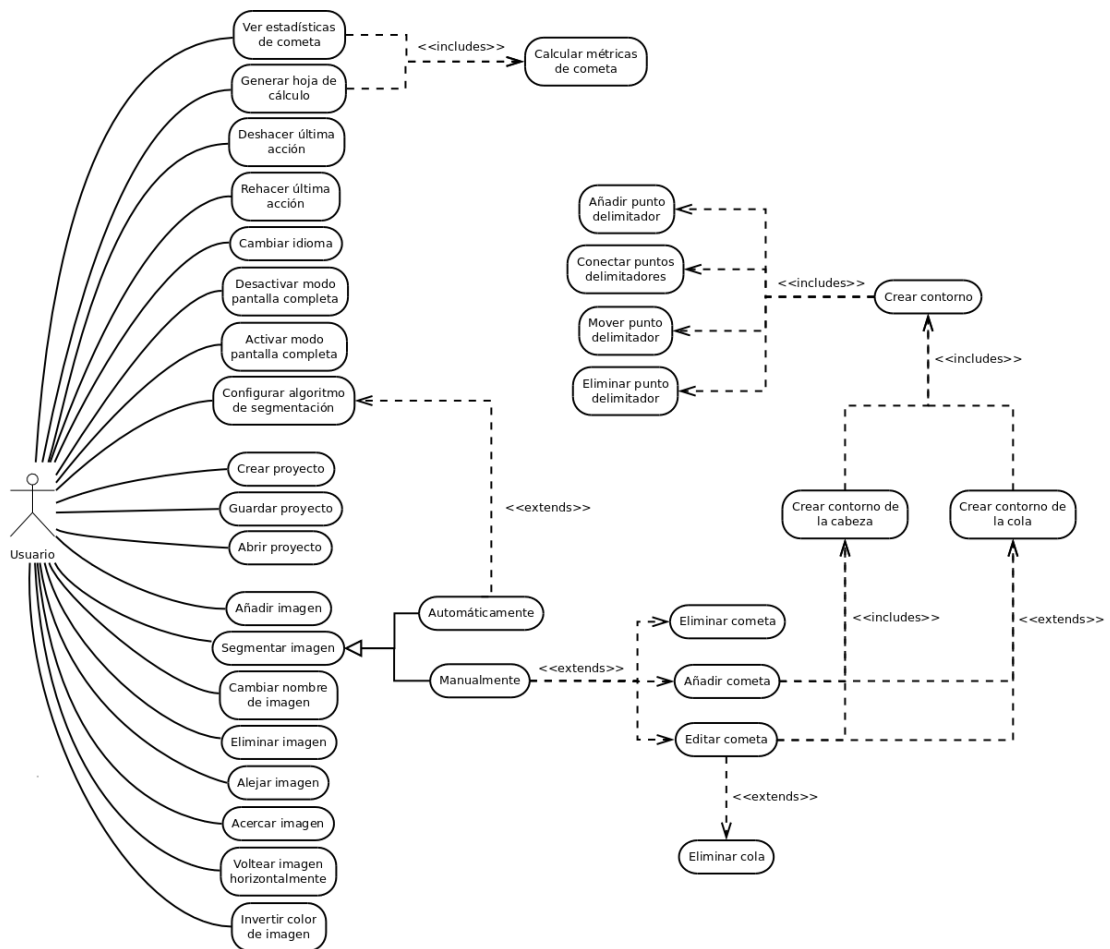 Ver estadísticas
de cometa
<<includes>>
Calcular métricas
de cometa
Generar hoja de
cálculo
Deshacer última
acción
Rehacer última
acción
Cambiar idioma
Desactivar modo
pantalla completa
Activar modo
pantalla completa
Configurar algoritmo
de segmentación
Añadir punto
delimitador
Conectar puntos
delimitadores
<<includes>>
Crear contorno
Mover punto
delimitador
Eliminar punto
delimitador
<<includes>>
Crear proyecto
Guardar proyecto
Abrir proyecto
Usuario
<<extends>>
Crear contorno de
la cabeza
Crear contorno de
la cola
Añadir imagen
Segmentar imagen
Automáticamente
Manualmente
<<extends>>
Eliminar cometa
Añadir cometa
Editar cometa
<<includes>>
<<extends>>
<<extends>>
Eliminar cola
Cambiar nombre
de imagen
Eliminar imagen
Alejar imagen
Acercar imagen
Voltear imagen
horizontalmente
Invertir color
de imagen